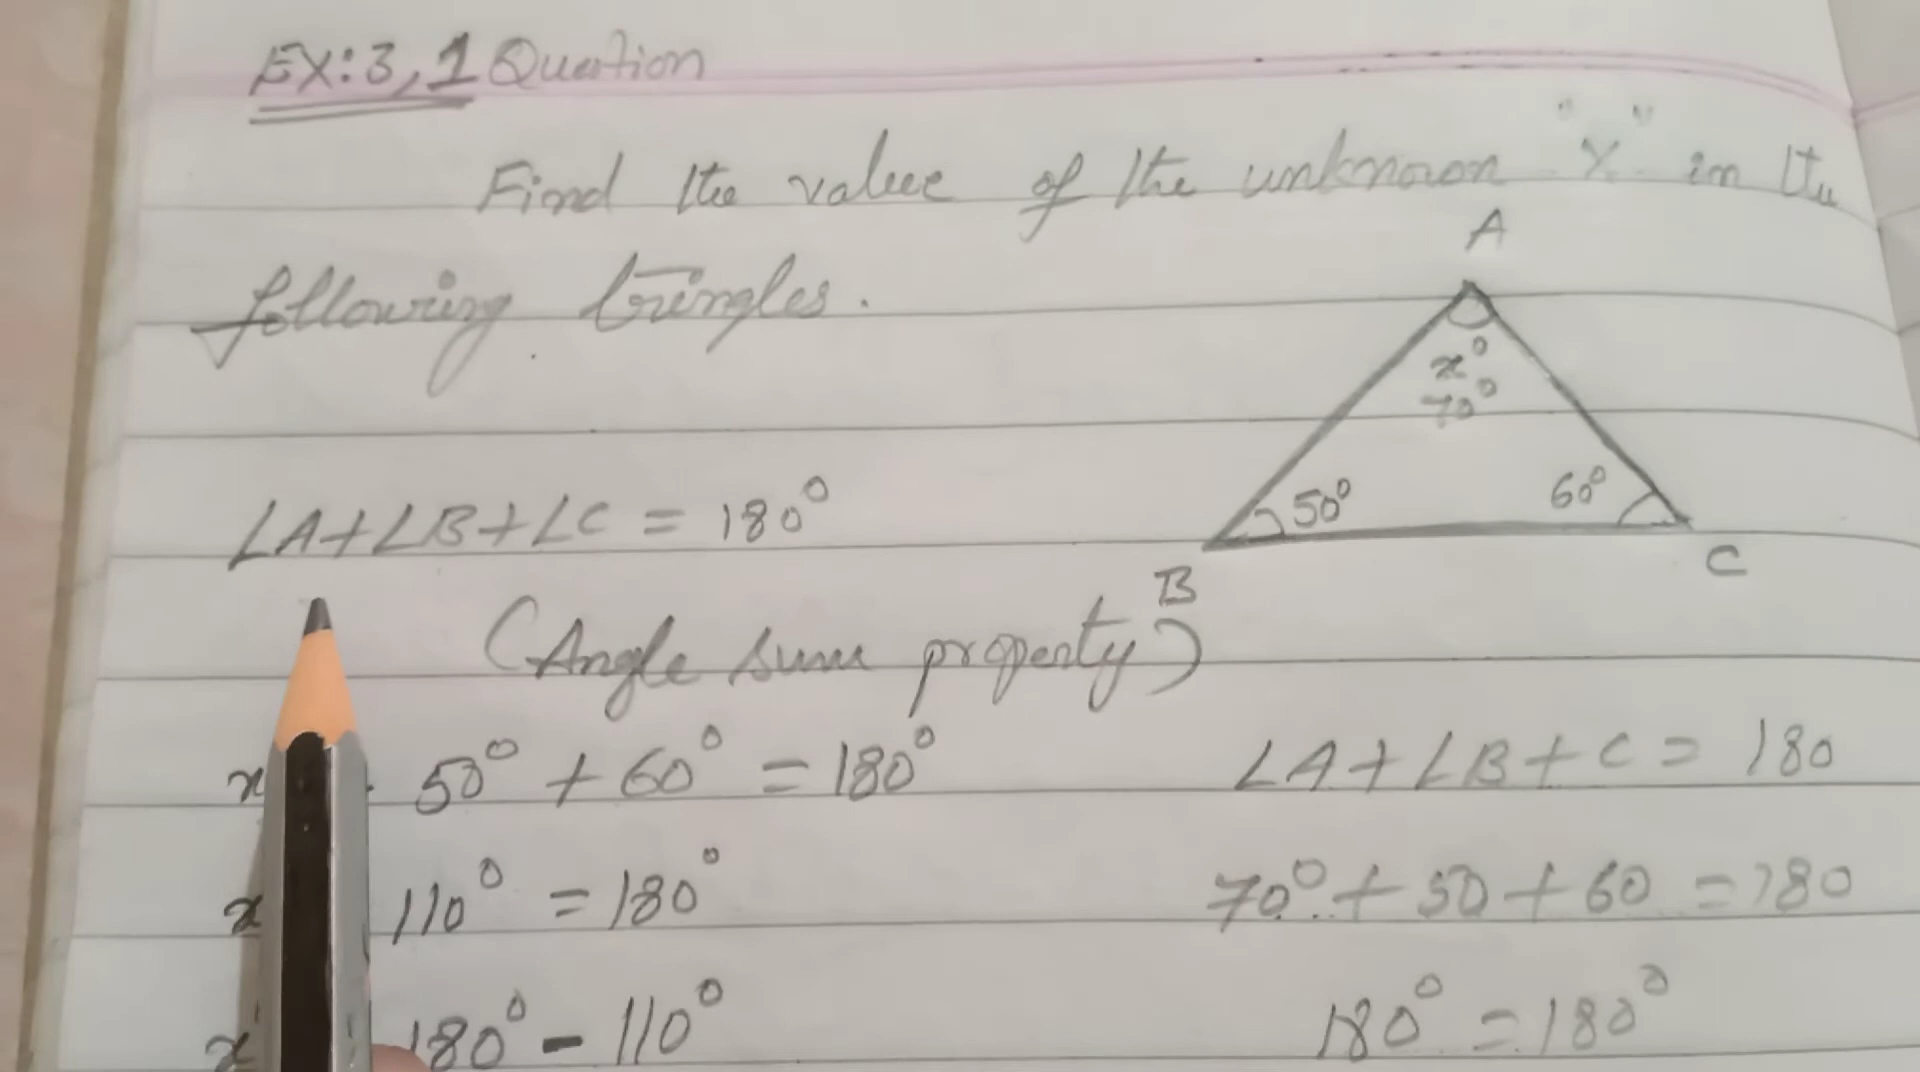 EX:3,1 Question
Find the value of the unknown "X" in the
following tringles.
A
x°
70°
50°
60°
B
C
∠A+∠B+∠C = 180°
(Angle sum property)
x 50° + 60° = 180°
x 110° = 180°
x 180° - 110°
∠A+∠B+C= 180
70°+50+60 =180
180° = 180°